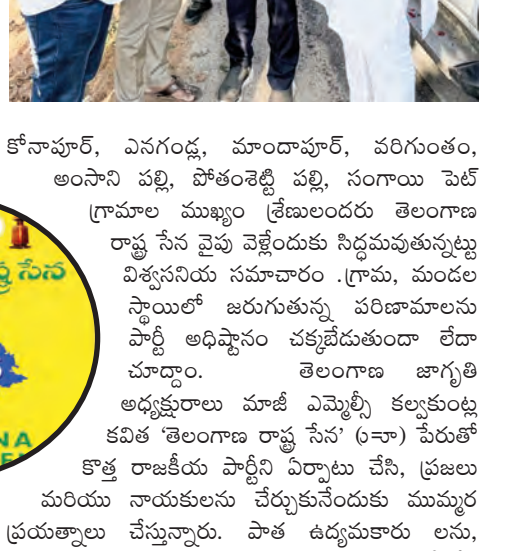 కోనాపూర్, ఎనగండ్ల, మాందాపూర్, వరిగుంతం,
అంసాని పల్లి, పోతంశెట్టి పల్లి, సంగాయి పెట్
గ్రామాల ముఖ్యం శ్రేణులందరు తెలంగాణ
రాష్ట్ర సేన వైపు వెళ్లేందుకు సిద్ధమవుతున్నట్టు
విశ్వసనియ సమాచారం .గ్రామ, మండల
స్థాయిలో జరుగుతున్న పరిణామాలను
పార్టీ అధిష్టానం చక్కబేడుతుందా లేదా
చూద్దాం. తెలంగాణ జాగృతి
అధ్యక్షురాలు మాజీ ఎమ్మెల్సీ కల్వకుంట్ల
కవిత ‘తెలంగాణ రాష్ట్ర సేన’ పేరుతో
కొత్త రాజకీయ పార్టీని ఏర్పాటు చేసి, ప్రజలు
మరియు నాయకులను చేర్చుకునేందుకు ముమ్మర
ప్రయత్నాలు చేస్తున్నారు. పాత ఉద్యమకారు లను,
సేన
NA